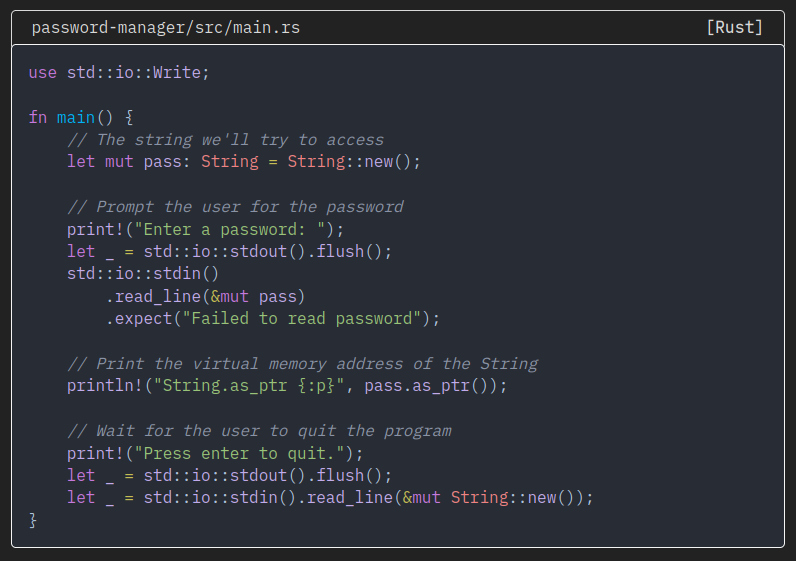 password-manager/src/main.rs [Rust]
use std::io::Write;
fn main() {
    // The string we'll try to access
    let mut pass: String = String::new();
    // Prompt the user for the password
    print!("Enter a password: ");
    let _ = std::io::stdout().flush();
    std::io::stdin()
        .read_line(&mut pass)
        .expect("Failed to read password");
    // Print the virtual memory address of the String
    println!("String.as_ptr {:p}", pass.as_ptr());
    // Wait for the user to quit the program
    print!("Press enter to quit.");
    let _ = std::io::stdout().flush();
    let _ = std::io::stdin().read_line(&mut String::new());
}